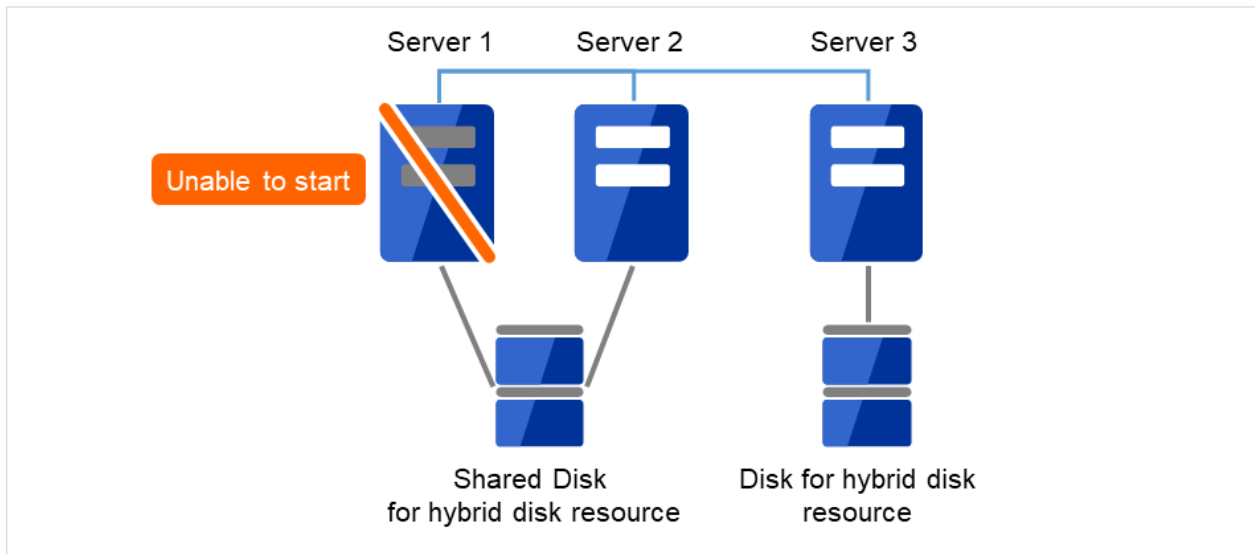 Server 1
Server 2
Server 3
Unable to start
Shared Disk
for hybrid disk resource
Disk for hybrid disk
resource